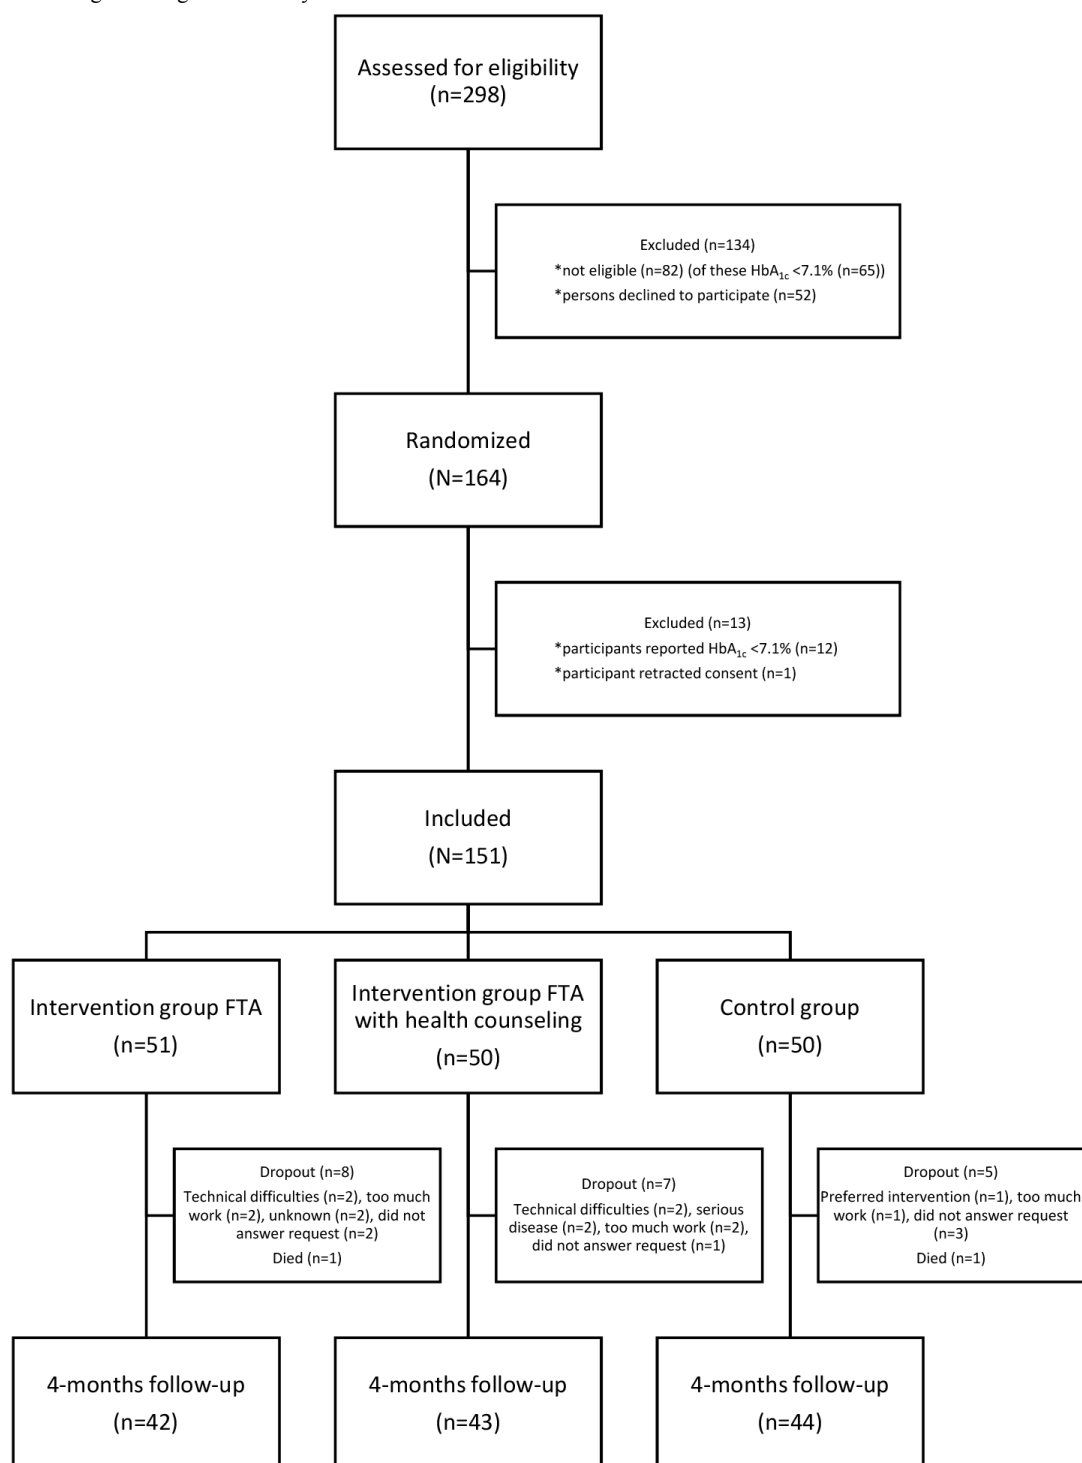 Assessed for eligibility
(n=298)
Excluded (n=134)
*not eligible (n=82) (of these HbA1c <7.1% (n=65))
*persons declined to participate (n=52)
Randomized
(N=164)
Excluded (n=13)
*participants reported HbA1c <7.1% (n=12)
*participant retracted consent (n=1)
Included
(N=151)
Intervention group FTA
(n=51)
Intervention group FTA
with health counseling
(n=50)
Control group
(n=50)
Dropout (n=8)
Technical difficulties (n=2), too much
work (n=2), unknown (n=2), did not
answer request (n=2)
Died (n=1)
Dropout (n=7)
Technical difficulties (n=2), serious
disease (n=2), too much work (n=2),
did not answer request (n=1)
Dropout (n=5)
Preferred intervention (n=1), too much
work (n=1), did not answer request
(n=3)
Died (n=1)
4-months follow-up
(n=42)
4-months follow-up
(n=43)
4-months follow-up
(n=44)